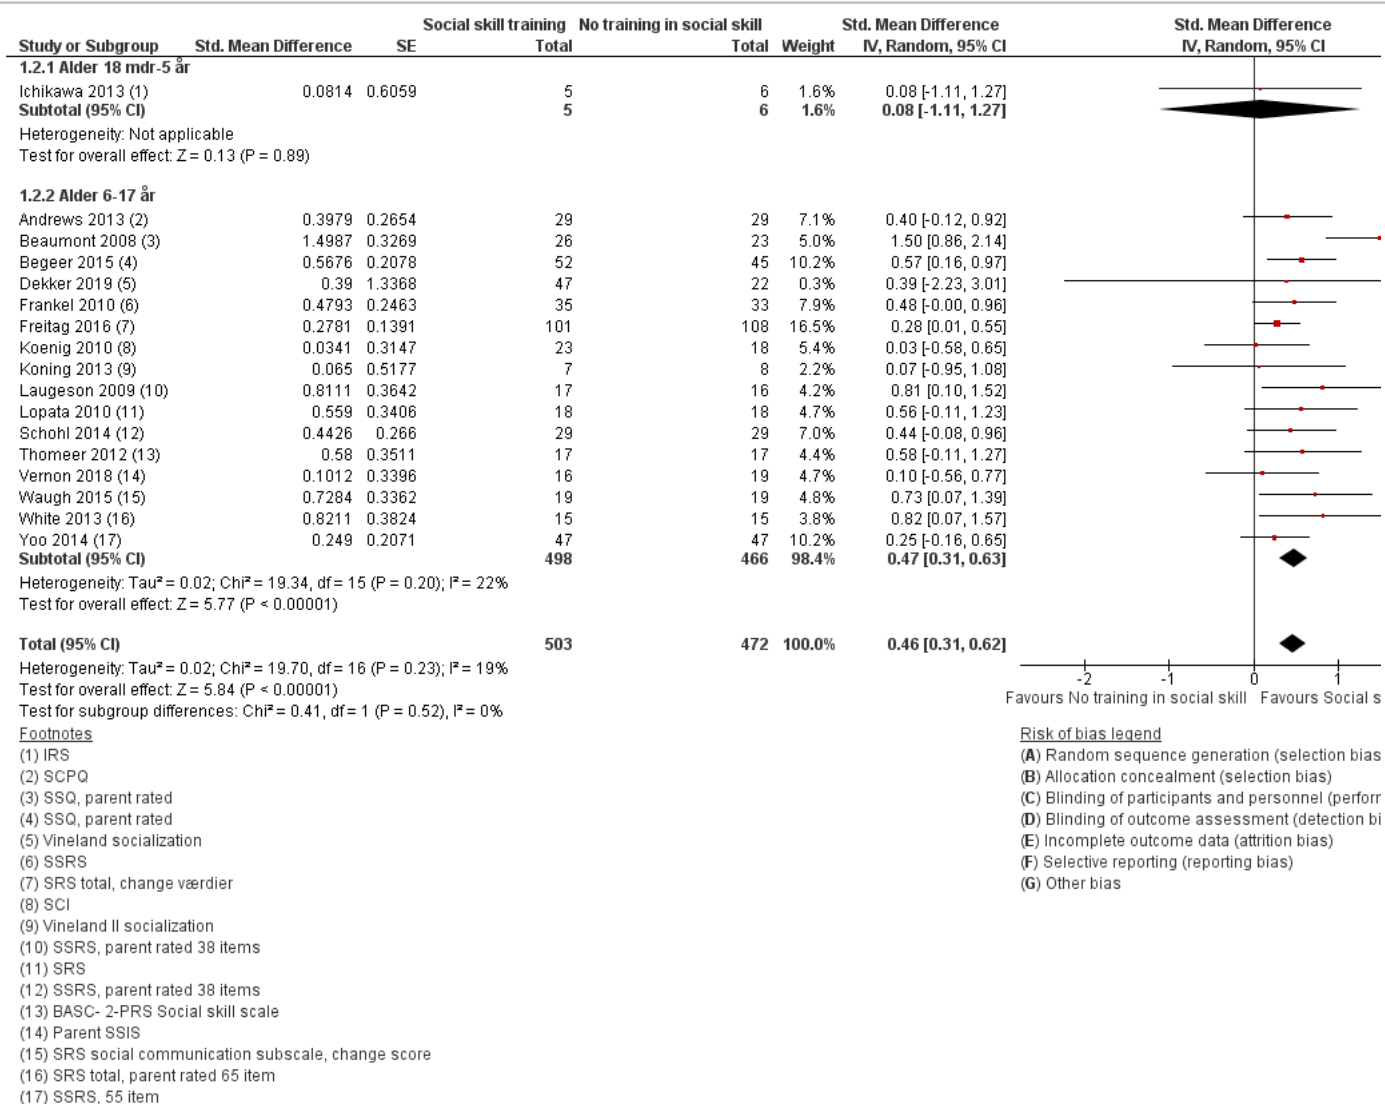 Social skill training No training in social skill Std. Mean Difference Std. Mean Difference
Study or Subgroup Std. Mean Difference SE Total Total Weight IV, Random, 95% CI IV, Random, 95% CI
1.2.1 Alder 18 mdr-5 år
Ichikawa 2013 (1) 0.0814 0.6059 5 6 1.6% 0.08 [-1.11, 1.27]
Subtotal (95% CI) 5 6 1.6% 0.08 [-1.11, 1.27]
Heterogeneity: Not applicable
Test for overall effect: Z = 0.13 (P = 0.89)
1.2.2 Alder 6-17 år
Andrews 2013 (2) 0.3979 0.2654 29 29 7.1% 0.40 [-0.12, 0.92]
Beaumont 2008 (3) 1.4987 0.3269 26 23 5.0% 1.50 [0.86, 2.14]
Begeer 2015 (4) 0.5676 0.2078 52 45 10.2% 0.57 [0.16, 0.97]
Dekker 2019 (5) 0.39 1.3368 47 22 0.3% 0.39 [-2.23, 3.01]
Frankel 2010 (6) 0.4793 0.2463 35 33 7.9% 0.48 [-0.00, 0.96]
Freitag 2016 (7) 0.2781 0.1391 101 108 16.5% 0.28 [0.01, 0.55]
Koenig 2010 (8) 0.0341 0.3147 23 18 5.4% 0.03 [-0.58, 0.65]
Koning 2013 (9) 0.065 0.5177 7 8 2.2% 0.07 [-0.95, 1.08]
Laugeson 2009 (10) 0.8111 0.3642 17 16 4.2% 0.81 [0.10, 1.52]
Lopata 2010 (11) 0.559 0.3406 18 18 4.7% 0.56 [-0.11, 1.23]
Schohl 2014 (12) 0.4426 0.266 29 29 7.0% 0.44 [-0.08, 0.96]
Thomeer 2012 (13) 0.58 0.3511 17 17 4.4% 0.58 [-0.11, 1.27]
Vernon 2018 (14) 0.1012 0.3396 16 19 4.8% 0.10 [-0.56, 0.77]
Waugh 2015 (15) 0.7284 0.3362 19 19 4.8% 0.73 [0.07, 1.39]
White 2013 (16) 0.8211 0.3824 15 15 3.8% 0.82 [0.07, 1.57]
Yoo 2014 (17) 0.249 0.2071 47 47 10.2% 0.25 [-0.16, 0.65]
Subtotal (95% CI) 498 466 98.4% 0.47 [0.31, 0.63]
Heterogeneity: Tau² = 0.02; Chi² = 19.34, df = 15 (P = 0.20); I² = 22%
Test for overall effect: Z = 5.77 (P < 0.00001)
Total (95% CI) 503 472 100.0% 0.46 [0.31, 0.62]
Heterogeneity: Tau² = 0.02; Chi² = 19.70, df = 16 (P = 0.23); I² = 19%
Test for overall effect: Z = 5.84 (P < 0.00001)
Test for subgroup differences: Chi² = 0.41, df = 1 (P = 0.52), I² = 0%
-2 -1 0 1
Favours No training in social skill Favours Social s
Footnotes
(1) IRS
(2) SCPQ
(3) SSQ, parent rated
(4) SSQ, parent rated
(5) Vineland socialization
(6) SSRS
(7) SRS total, change værdier
(8) SCI
(9) Vineland II socialization
(10) SSRS, parent rated 38 items
(11) SRS
(12) SSRS, parent rated 38 items
(13) BASC- 2-PRS Social skill scale
(14) Parent SSIS
(15) SRS social communication subscale, change score
(16) SRS total, parent rated 65 item
(17) SSRS, 55 item
Risk of bias legend
(A) Random sequence generation (selection bias
(B) Allocation concealment (selection bias)
(C) Blinding of participants and personnel (perforr
(D) Blinding of outcome assessment (detection bi
(E) Incomplete outcome data (attrition bias)
(F) Selective reporting (reporting bias)
(G) Other bias